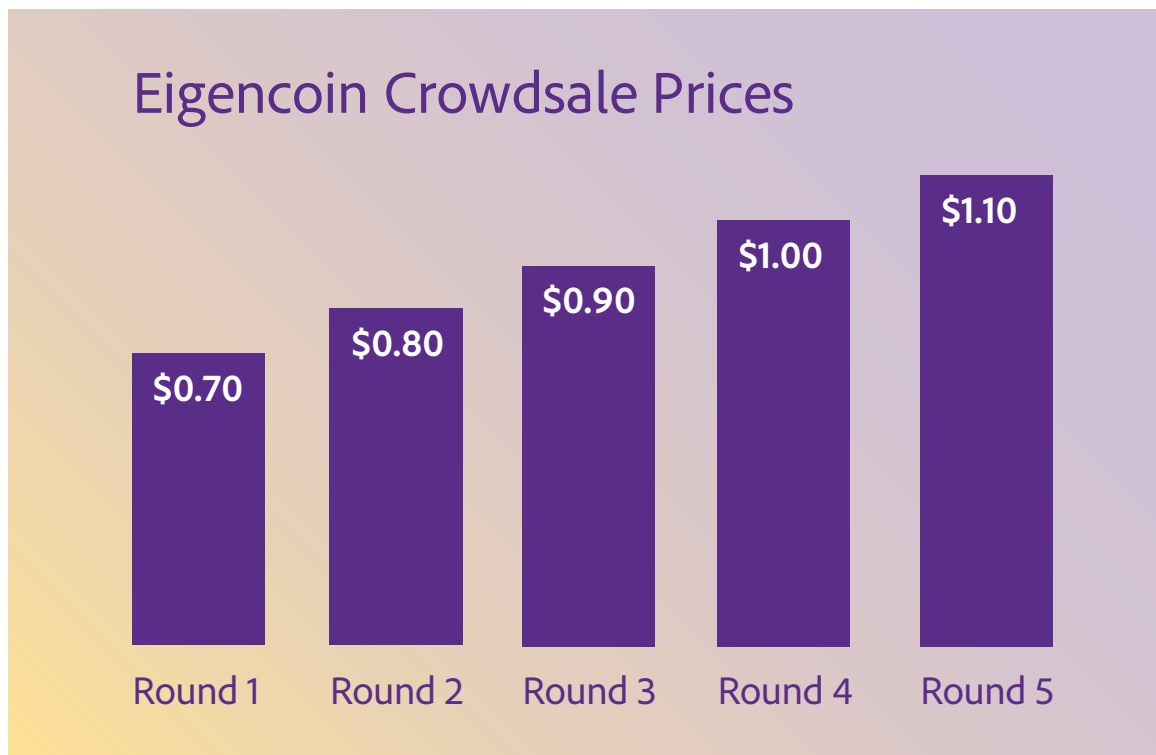 Eigencoin Crowdsale Prices
$0.70
$0.80
$0.90
$1.00
$1.10
Round 1
Round 2
Round 3
Round 4
Round 5